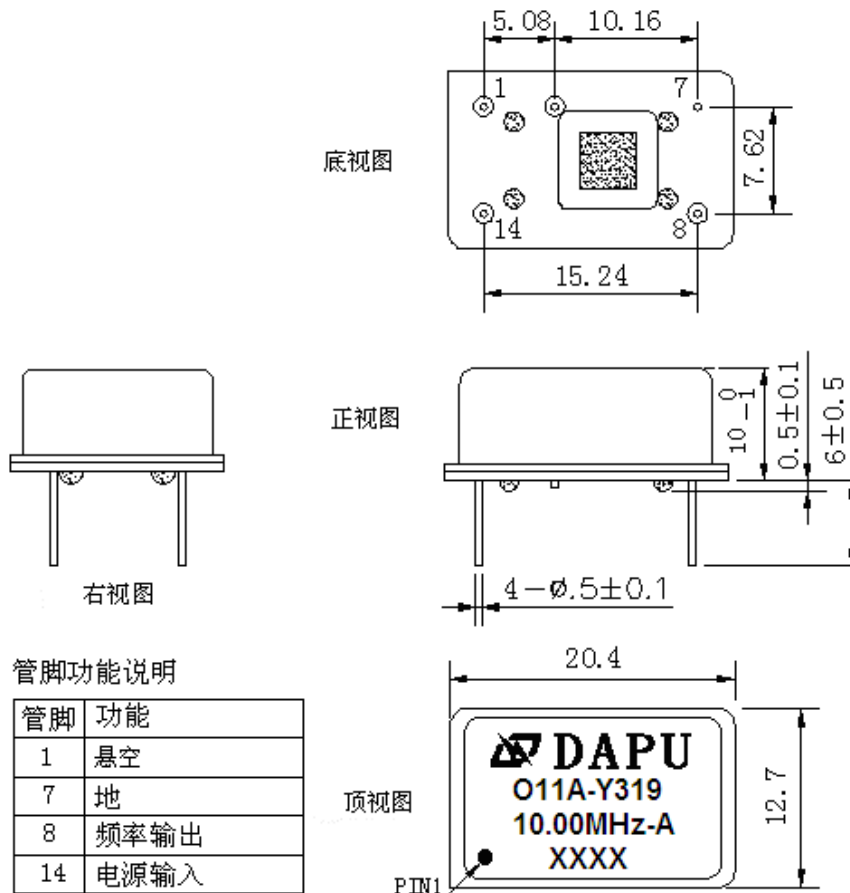 5.08 10.16
1 7
底视图
7.62
14 8
15.24
正视图
10 0 -1
0.5±0.1
6±0.5
右视图
4-Ø.5±0.1
管脚功能说明
管脚 功能
1 悬空
7 地
8 频率输出
14 电源输入
20.4
顶视图
DAPU
O11A-Y319
10.00MHz-A
XXXX
PIN1
12.7